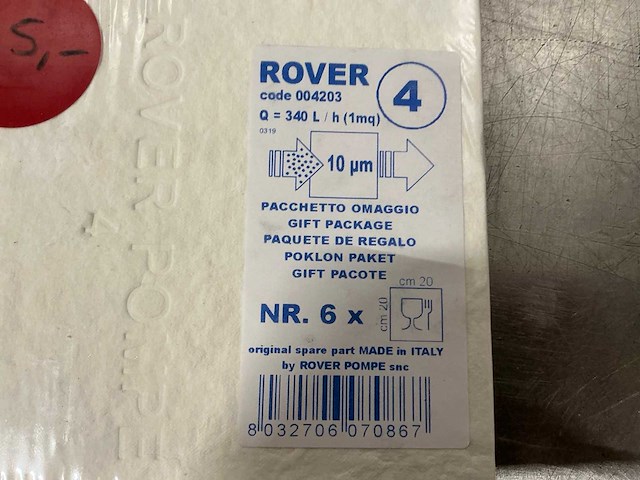 5,-
ROVER POMPE
ROVER
4
code 004203
Q = 340 L / h (1mq)
0319
10 µm
PACCHETTO OMAGGIO
GIFT PACKAGE
PAQUETE DE REGALO
POKLON PAKET
GIFT PACOTE
cm 20
NR. 6 x
cm 20
original spare part MADE in ITALY
by ROVER POMPE snc
8 032706 070867